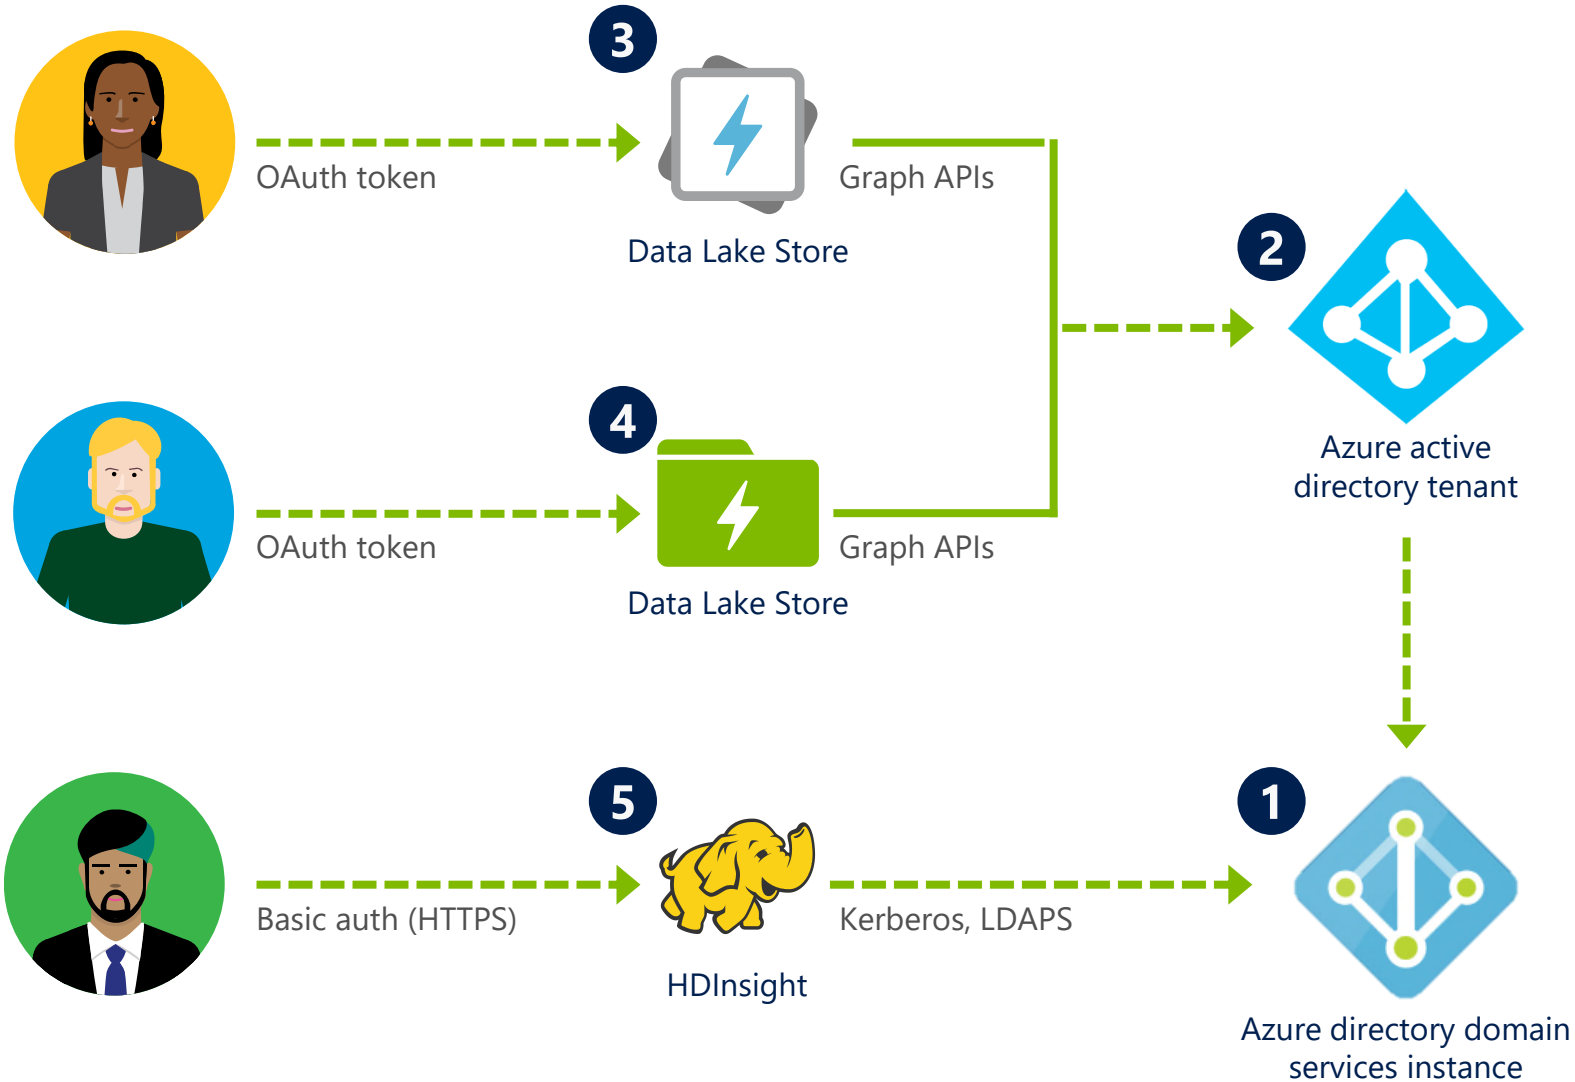 3
OAuth token
Graph APIs
Data Lake Store
2
4
Azure active
directory tenant
OAuth token
Graph APIs
Data Lake Store
5
1
Basic auth (HTTPS)
Kerberos, LDAPS
HDInsight
Azure directory domain
services instance